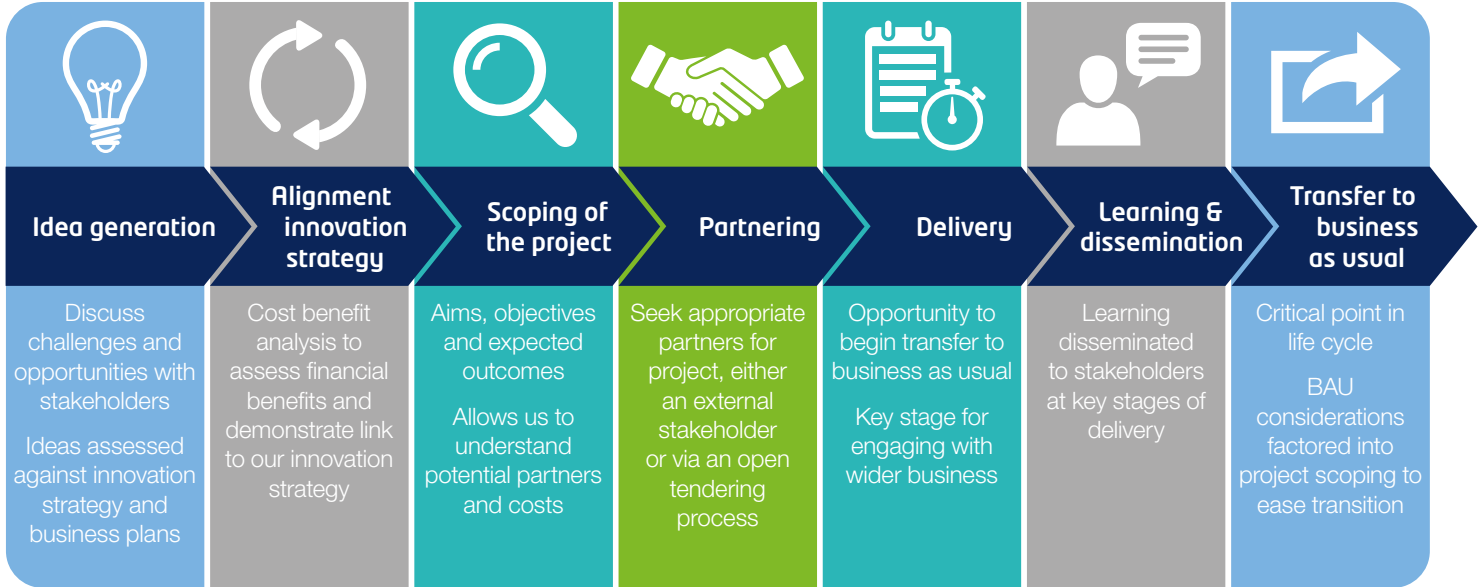 Idea generation
Alignment
innovation
strategy
Scoping of
the project
Partnering
Delivery
Learning &
dissemination
Transfer to
business
as usual
Discuss
challenges and
opportunities with
stakeholders
Ideas assessed
against innovation
strategy and
business plans
Cost benefit
analysis to
assess financial
benefits and
demonstrate link
to our innovation
strategy
Aims, objectives
and expected
outcomes
Allows us to
understand
potential partners
and costs
Seek appropriate
partners for
project, either
an external
stakeholder
or via an open
tendering
process
Opportunity to
begin transfer to
business as usual
Key stage for
engaging with
wider business
Learning
disseminated
to stakeholders
at key stages of
delivery
Critical point in
life cycle
BAU
considerations
factored into
project scoping to
ease transition